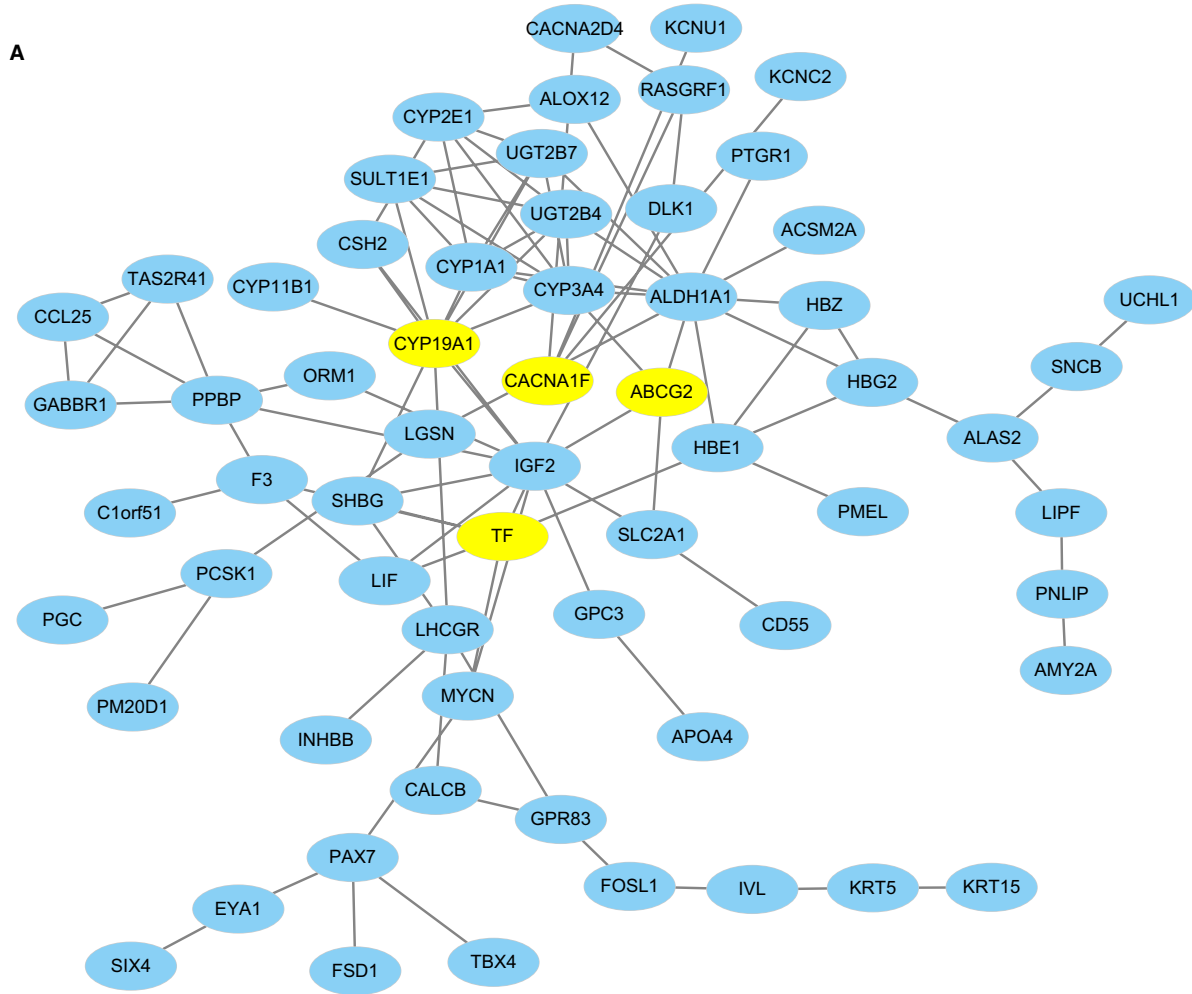 A
CACNA2D4
KCNU1
KCNC2
RASGRF1
ALOX12
CYP2E1
UGT2B7
PTGR1
SULT1E1
UGT2B4
DLK1
ACSM2A
CSH2
CYP1A1
TAS2R41
CYP11B1
CYP3A4
ALDH1A1
HBZ
UCHL1
CCL25
CYP19A1
SNCB
ORM1
CACNA1F
ABCG2
HBG2
GABBR1
PPBP
LGSN
HBE1
ALAS2
IGF2
F3
SHBG
C1orf51
TF
SLC2A1
PMEL
LIPF
PCSK1
LIF
PNLIP
PGC
LHCGR
GPC3
CD55
AMY2A
MYCN
PM20D1
INHBB
APOA4
CALCB
GPR83
PAX7
FOSL1
IVL
KRT5
KRT15
EYA1
SIX4
FSD1
TBX4